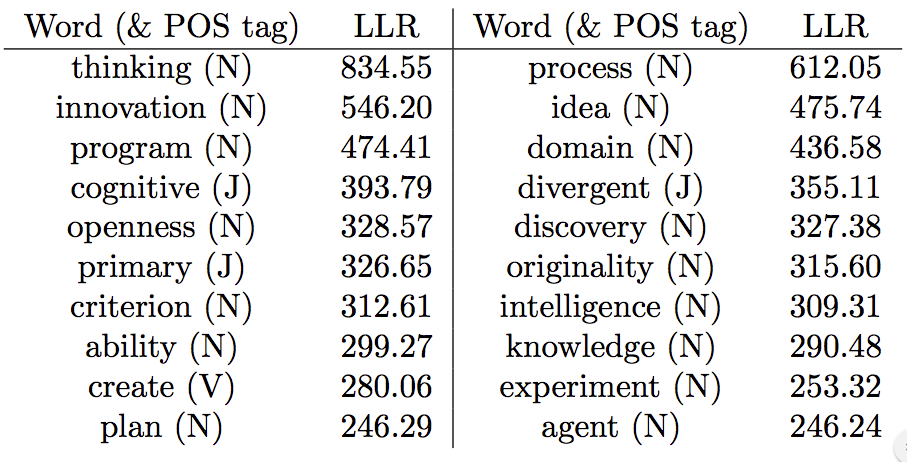 Word (& POS tag) LLR Word (& POS tag) LLR
thinking (N) 834.55 process (N) 612.05
innovation (N) 546.20 idea (N) 475.74
program (N) 474.41 domain (N) 436.58
cognitive (J) 393.79 divergent (J) 355.11
openness (N) 328.57 discovery (N) 327.38
primary (J) 326.65 originality (N) 315.60
criterion (N) 312.61 intelligence (N) 309.31
ability (N) 299.27 knowledge (N) 290.48
create (V) 280.06 experiment (N) 253.32
plan (N) 246.29 agent (N) 246.24